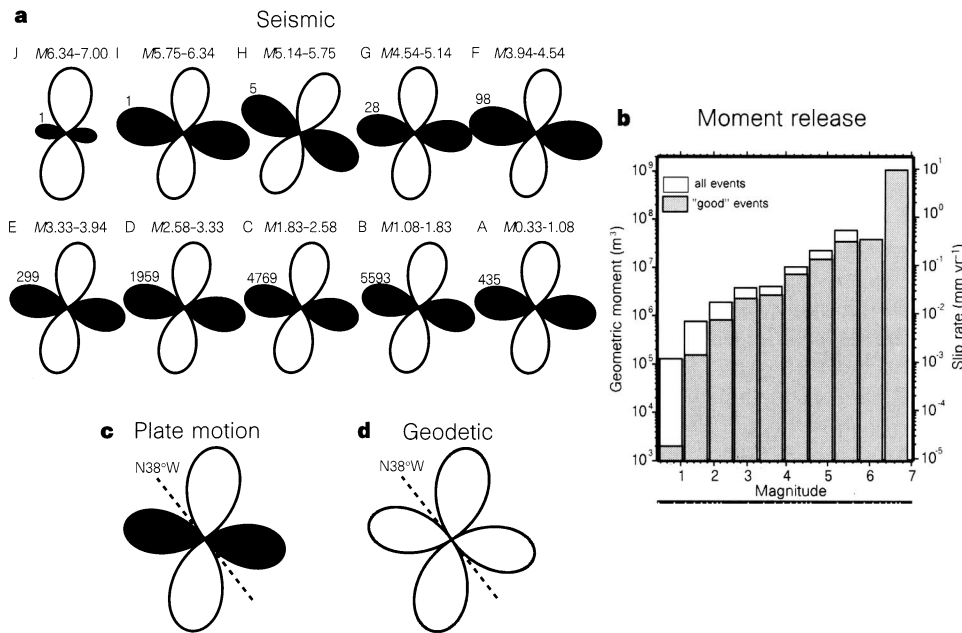 a
Seismic
J M6.34–7.00 I M5.75–6.34 H M5.14–5.75 G M4.54–5.14 F M3.94–4.54
1 1 5 28 98
E M3.33–3.94 D M2.58–3.33 C M1.83–2.58 B M1.08–1.83 A M0.33–1.08
299 1959 4769 5593 435
b Moment release
all events
"good" events
Geometric moment (m³)
10⁹
10⁸
10⁷
10⁶
10⁵
10⁴
10³
10¹
10⁰
10⁻¹
10⁻²
10⁻³
10⁻⁴
10⁻⁵
Slip rate (mm yr⁻¹)
1 2 3 4 5 6 7
Magnitude
c Plate motion
N38°W
d Geodetic
N38°W